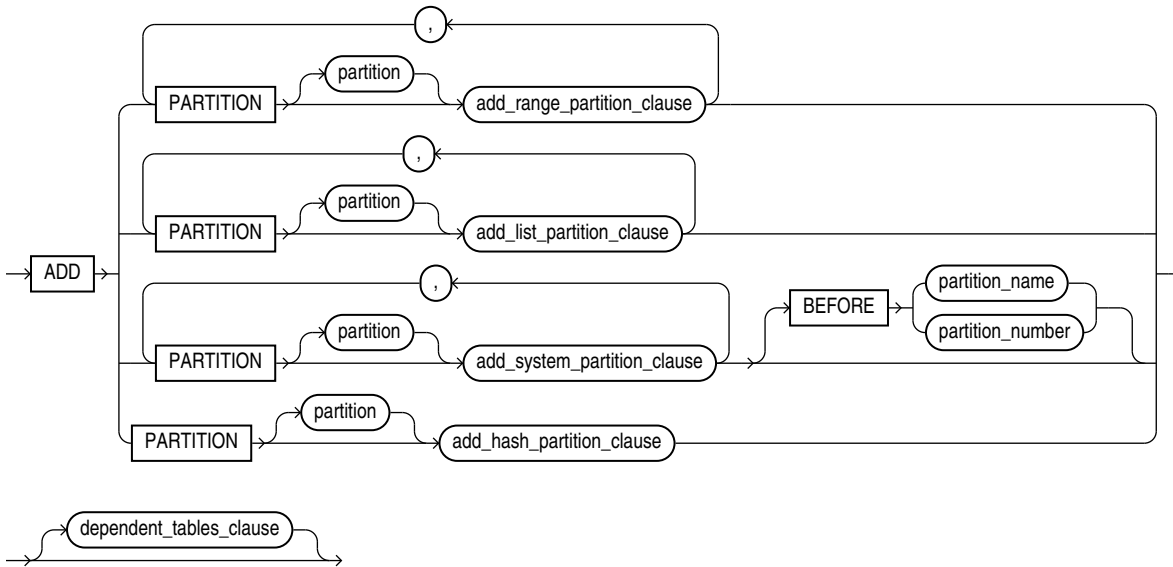 ,
partition
PARTITION add_range_partition_clause
,
partition
PARTITION add_list_partition_clause
ADD
,
partition_name
BEFORE
partition partition_number
PARTITION add_system_partition_clause
partition
PARTITION add_hash_partition_clause
dependent_tables_clause